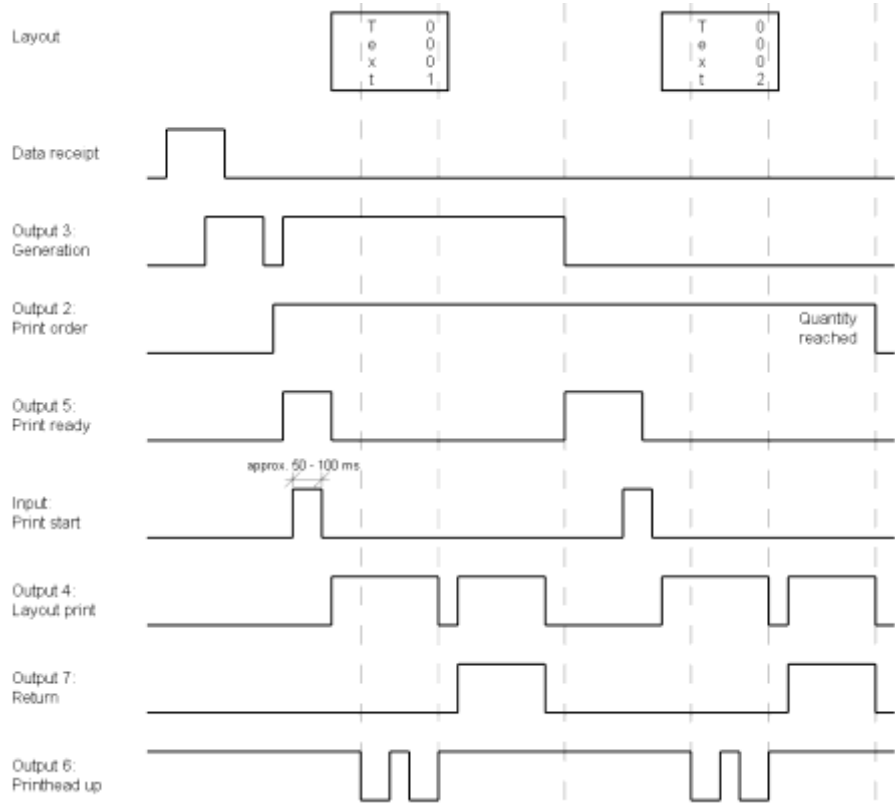 Layout
T 0
e 0
x 0
t 1
T 0
e 0
x 0
t 2
Data receipt
Output 3:
Generation
Output 2:
Print order
Quantity
reached
Output 5:
Print ready
approx. 50 - 100 ms
Input:
Print start
Output 4:
Layout print
Output 7:
Return
Output 6:
Printhead up